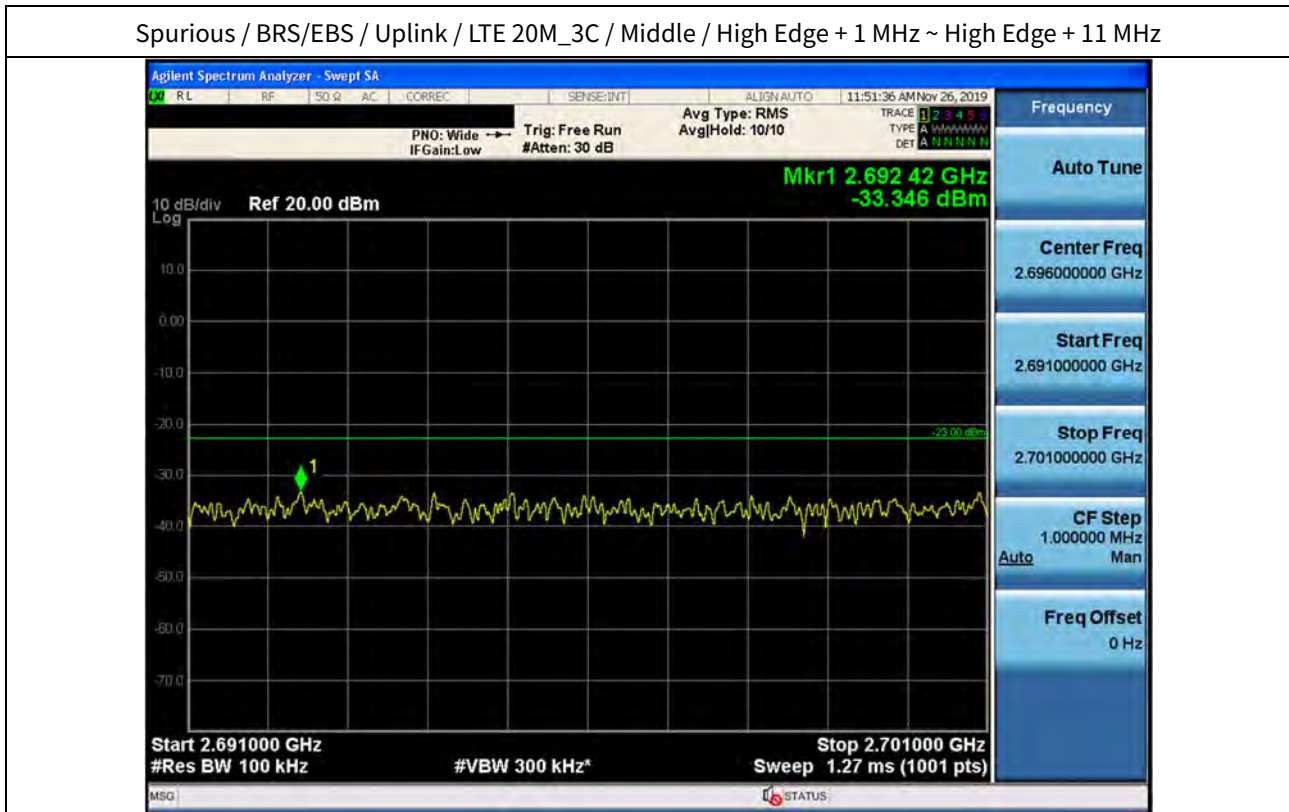 Spurious / BRS/EBS / Uplink / LTE 20M_3C / Middle / High Edge + 1 MHz ~ High Edge + 11 MHz
Agilent Spectrum Analyzer - Swept SA
LXI RL RF 50 Ω AC CORREC SENSE:INT ALIGN AUTO 11:51:36 AM Nov 26, 2019
Frequency
PNO: Wide
IFGain:Low
Trig: Free Run
#Atten: 30 dB
Avg Type: RMS
Avg|Hold: 10/10
TRACE 1 2 3 4 5 6
TYPE A WWWWW
DET A N N N N N
Auto Tune
Mkr1 2.692 42 GHz
-33.346 dBm
10 dB/div Ref 20.00 dBm
Log
10.0
0.00
-10.0
-20.0
-30.0
-40.0
-50.0
-60.0
-70.0
-23.00 dBm
1
Center Freq
2.696000000 GHz
Start Freq
2.691000000 GHz
Stop Freq
2.701000000 GHz
CF Step
1.000000 MHz
Auto Man
Freq Offset
0 Hz
Start 2.691000 GHz Stop 2.701000 GHz
#Res BW 100 kHz #VBW 300 kHz* Sweep 1.27 ms (1001 pts)
MSG STATUS